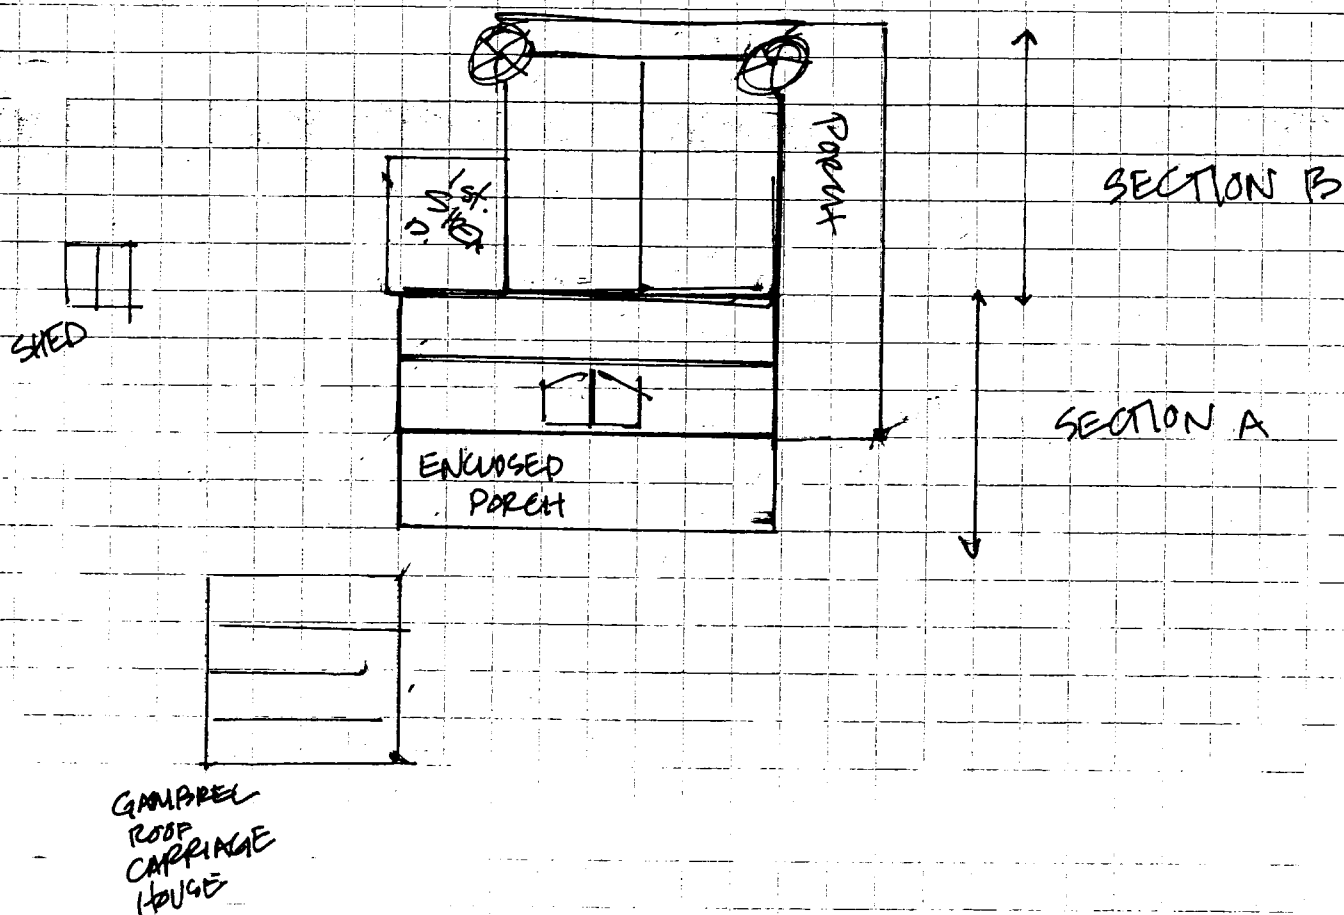 PORCH
SECTION B
SHED
SECTION A
ENCLOSED
PORCH
GAMBREL
ROOF
CARRIAGE
HOUSE